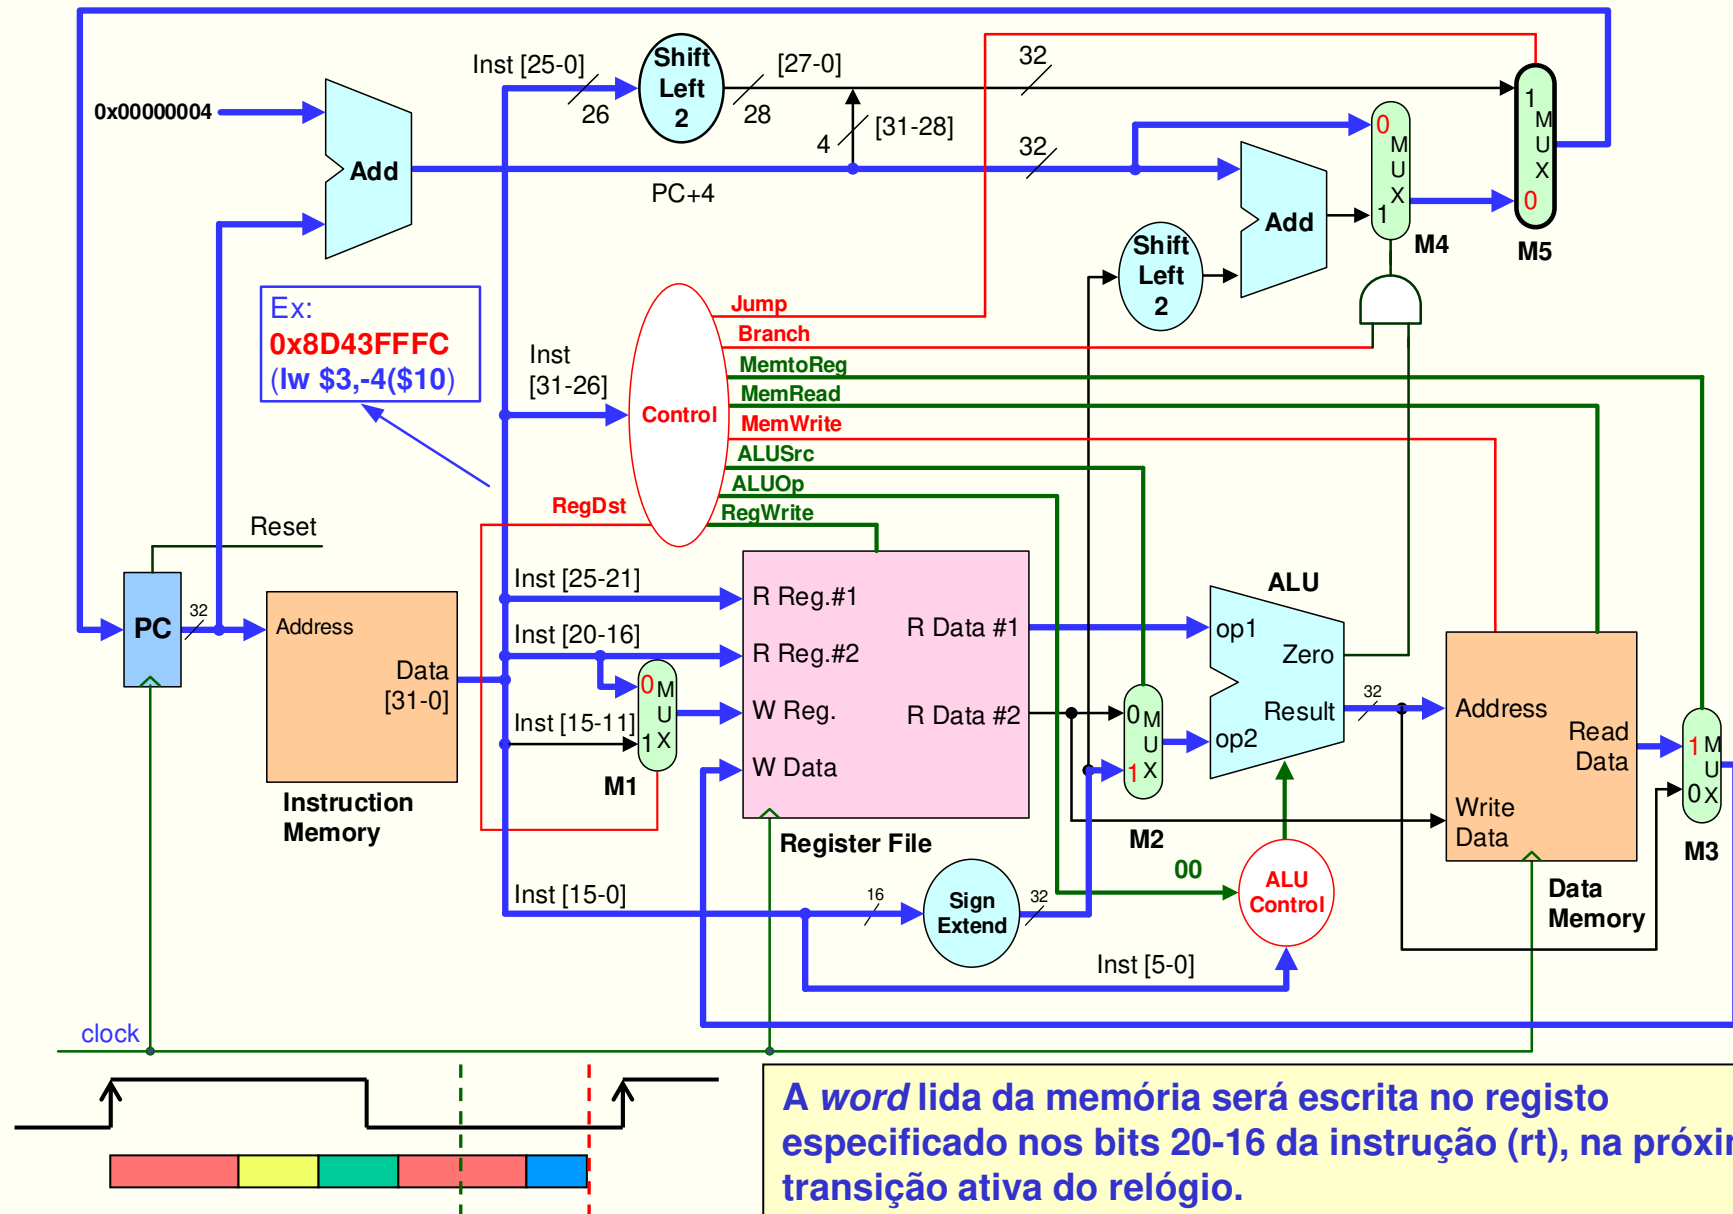 Inst [25-0]
26
Shift
Left
2
[27-0]
28
32
0x00000004
4
[31-28]
Add
PC+4
32
0
M
U
X
1
M4
1
M
U
X
0
M5
Add
Shift
Left
2
Ex:
0x8D43FFFC
(lw $3,-4($10)
Inst
[31-26]
Control
Jump
Branch
MemtoReg
MemRead
MemWrite
ALUSrc
ALUOp
RegWrite
RegDst
Reset
PC
32
Address
Data
[31-0]
Instruction
Memory
Inst [25-21]
Inst [20-16]
Inst [15-11]
0
M
U
1 X
M1
R Reg.#1
R Reg.#2
W Reg.
W Data
R Data #1
R Data #2
Register File
0 M
U
1 X
M2
ALU
op1
op2
Zero
Result
32
Address
Read
Data
Write
Data
Data
Memory
1 M
U
0 X
M3
Inst [15-0]
16
Sign
Extend
32
00
ALU
Control
Inst [5-0]
clock
A word lida da memória será escrita no registo
especificado nos bits 20-16 da instrução (rt), na
transição ativa do relógio.